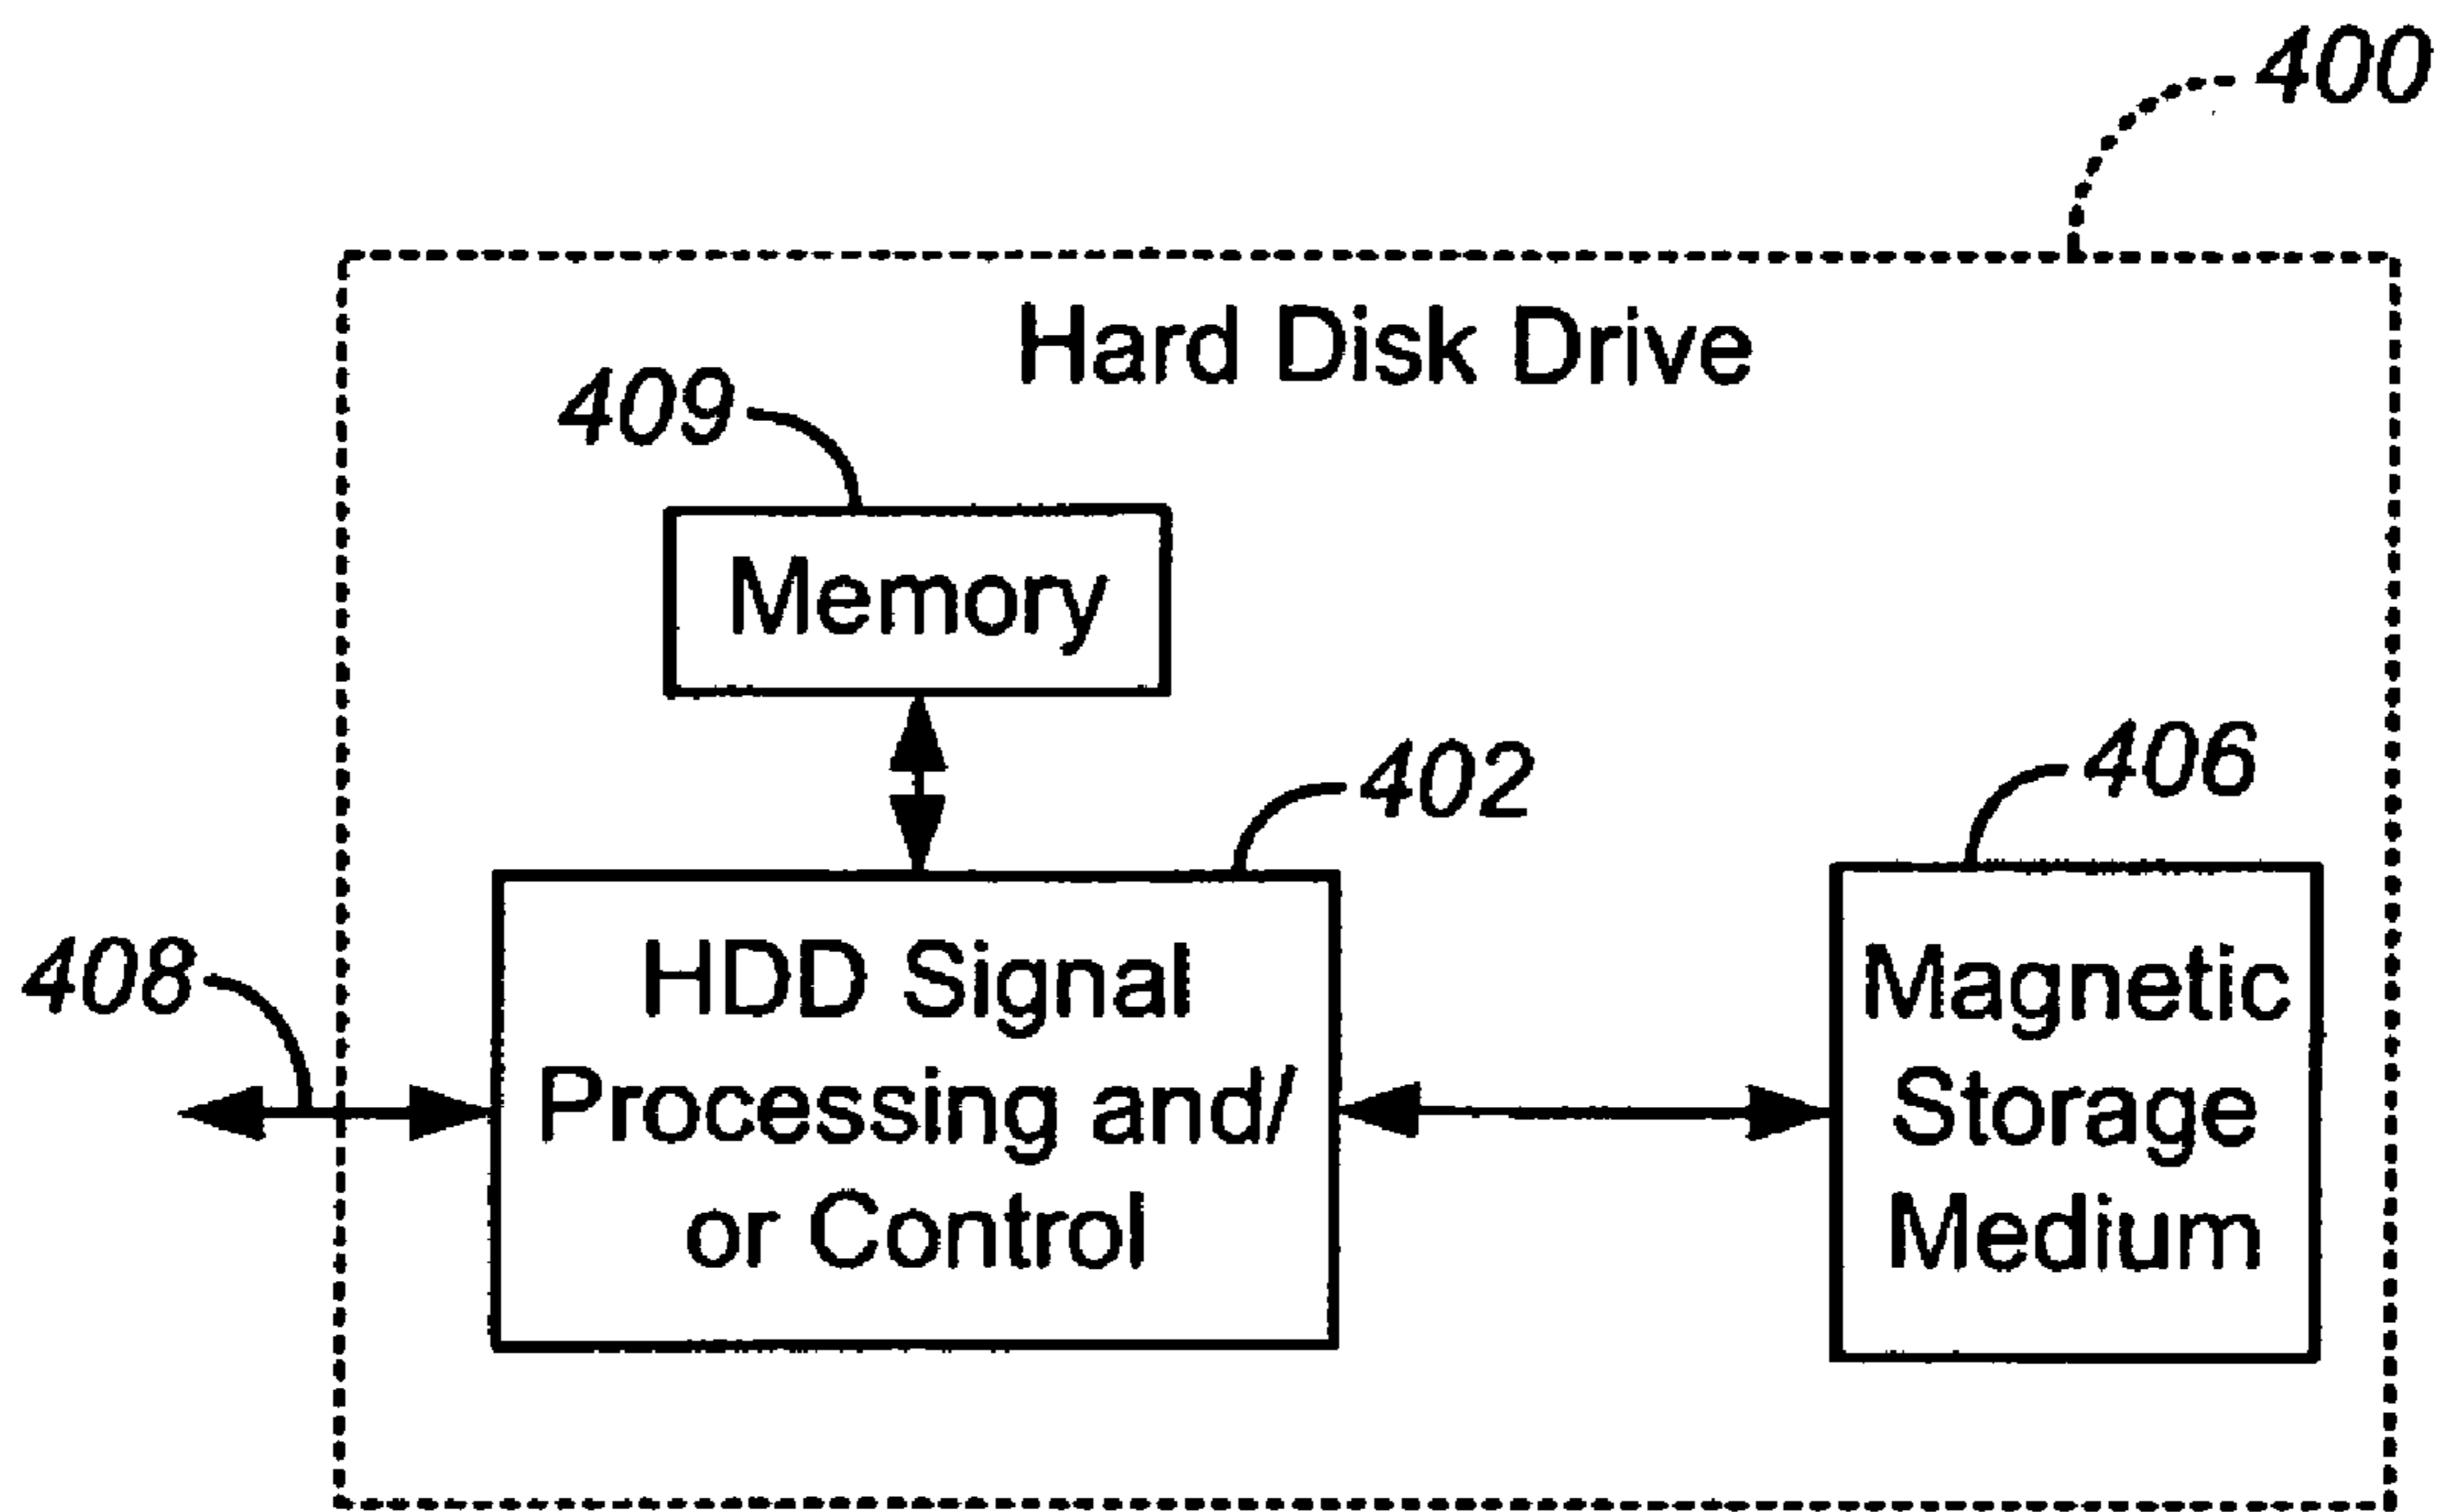 400
Hard Disk Drive
409
Memory
402
406
408
HDD Signal
Processing and/
or Control
Magnetic
Storage
Medium